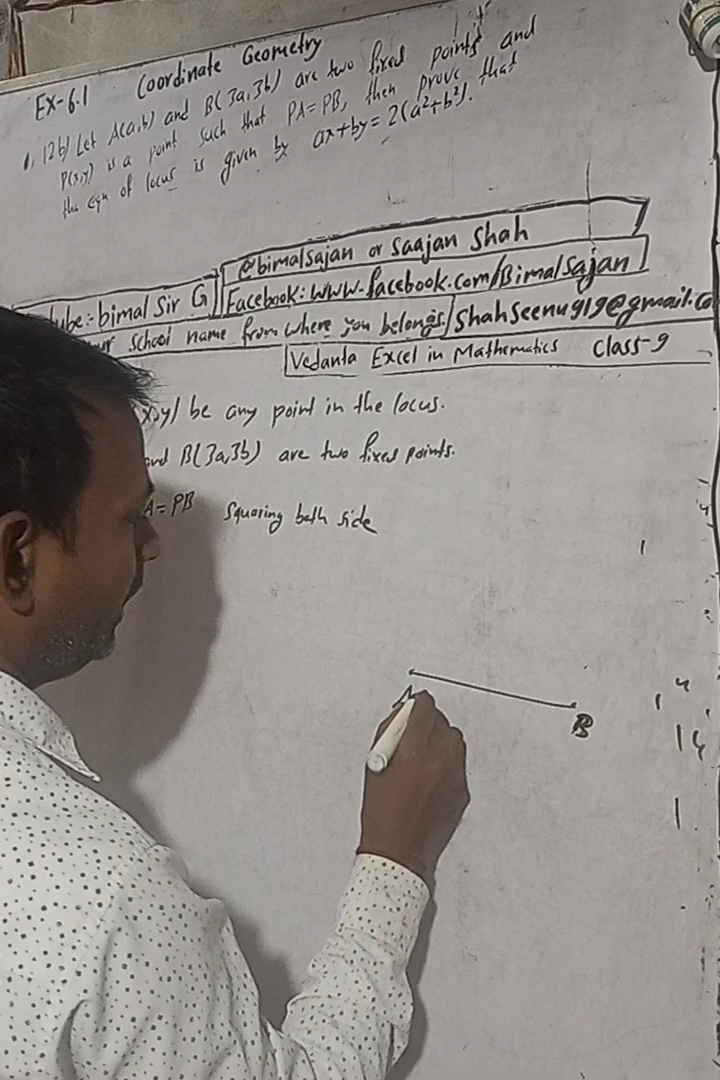 EX-6.1 Coordinate Geometry
12b) Let A(a,b) and B(3a,3b) are two fixed points and
P(x,y) is a point such that PA=PB, then prove that
the eqn of locus is given by ax+by=2(a²+b²).
@bimalsajan or Saajan Shah
:-bimal Sir G Facebook: www.facebook.com/Bimalsajan
school name from where you belongs. Shahseenu919@gmail.co
Vedanta Excel in Mathematics Class-9
x,y) be any point in the locus.
and B(3a,3b) are two fixed points.
A=PB Squaring both side
A
B
14